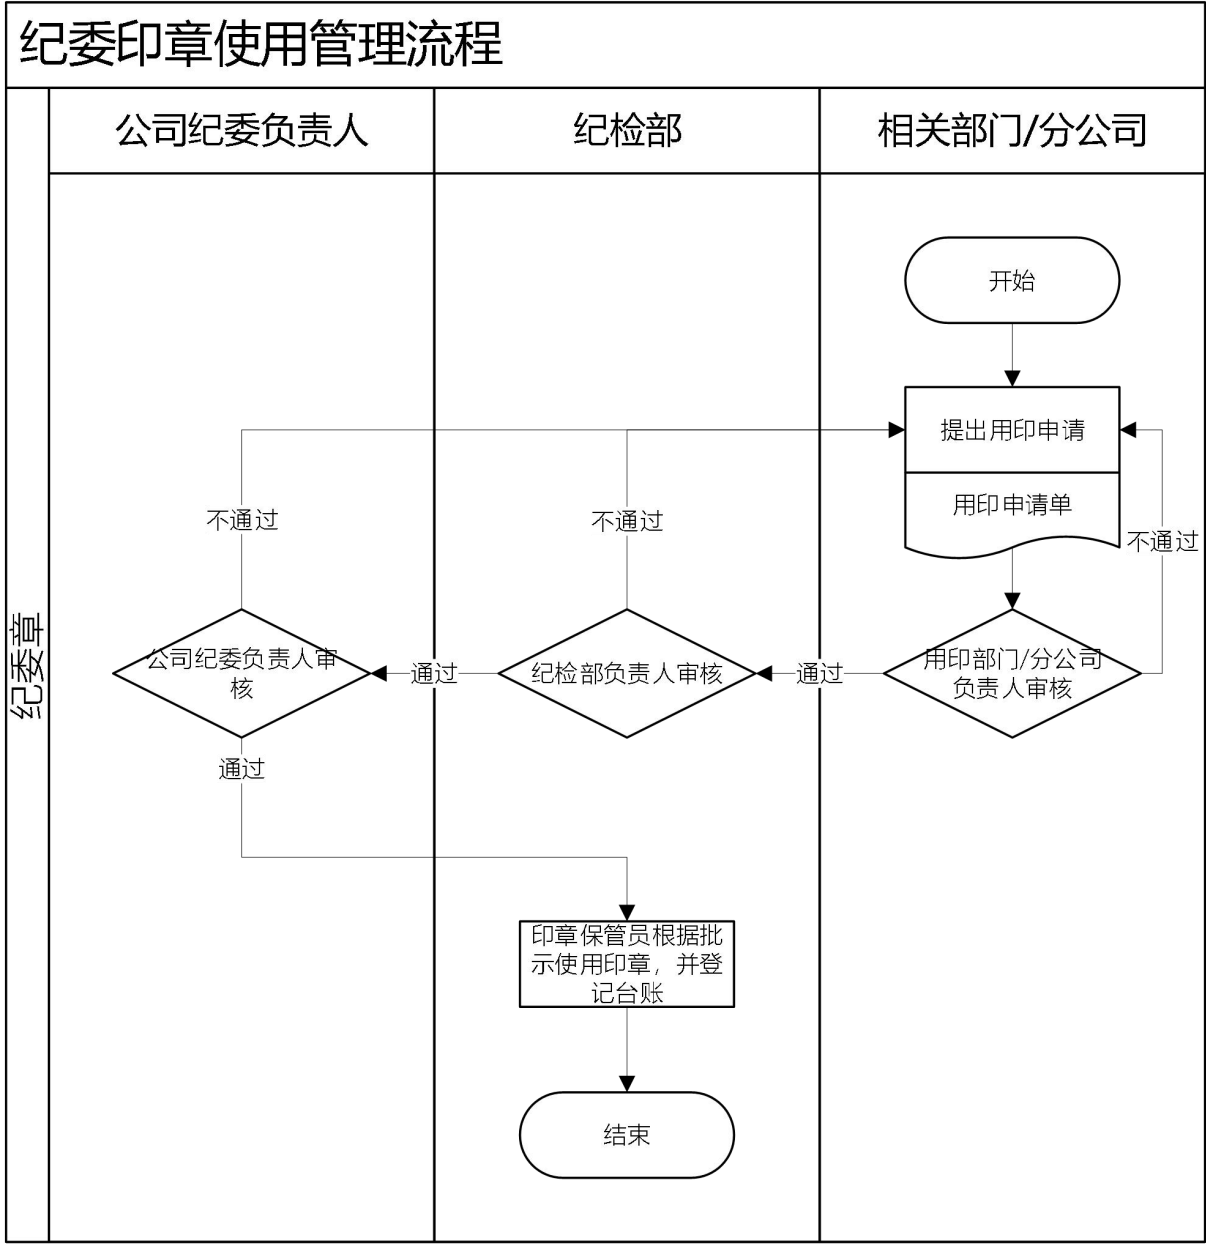 纪委印章使用管理流程
公司纪委负责人
纪检部
相关部门/分公司
纪委章
开始
提出用印申请
用印申请单
不通过
不通过
不通过
公司纪委负责人审
核
通过
纪检部负责人审核
通过
用印部门/分公司
负责人审核
通过
印章保管员根据批
示使用印章，并登
记台账
结束